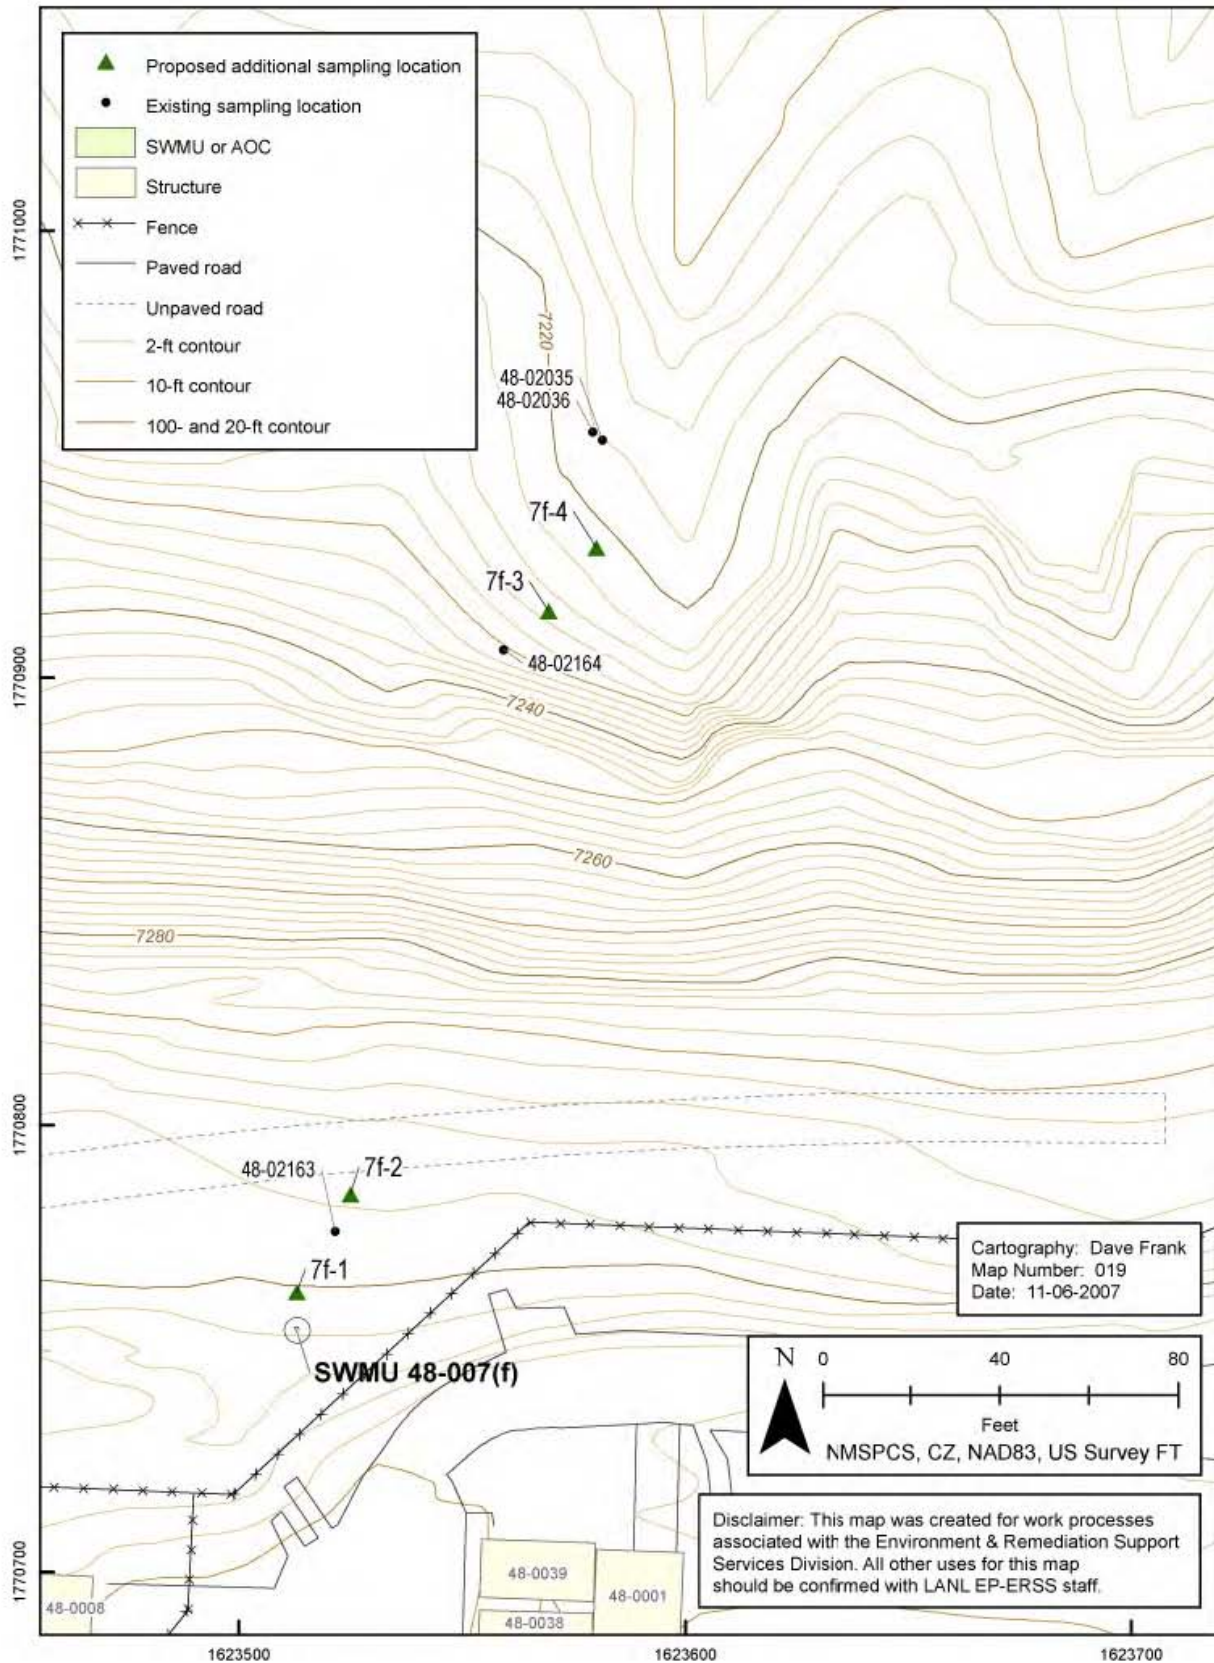 Proposed additional sampling location
Existing sampling location
SWMU or AOC
Structure
Fence
Paved road
Unpaved road
2-ft contour
10-ft contour
100- and 20-ft contour
1771000
7220
48-02035
48-02036
7f-4
7f-3
48-02164
1770900
7240
7260
7280
1770800
48-02163
7f-2
7f-1
SWMU 48-007(f)
Cartography: Dave Frank
Map Number: 019
Date: 11-06-2007
N
0 40 80
Feet
NMSPCS, CZ, NAD83, US Survey FT
Disclaimer: This map was created for work processes
associated with the Environment & Remediation Support
Services Division. All other uses for this map
should be confirmed with LANL EP-ERSS staff.
1770700
48-0008
48-0039
48-0038
48-0001
1623500
1623600
1623700